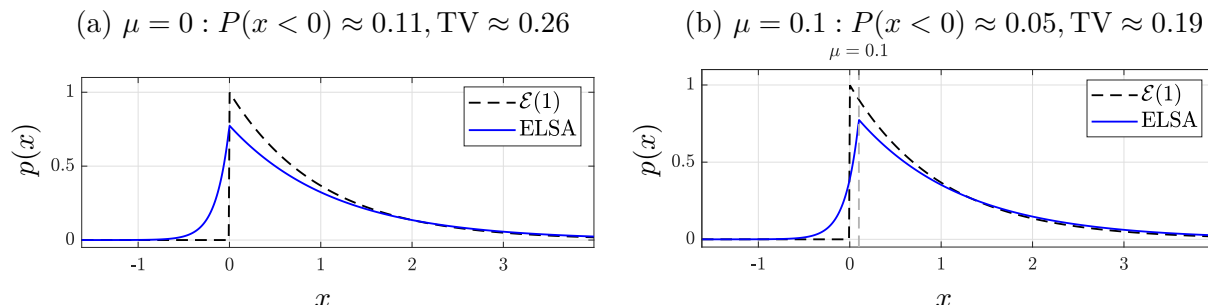 (a) μ = 0 : P(x < 0) ≈ 0.11, TV ≈ 0.26
1
0.5
0
p(x)
-1 0 1 2 3
x
ℰ(1)
ELSA
(b) μ = 0.1 : P(x < 0) ≈ 0.05, TV ≈ 0.19
μ = 0.1
1
0.5
0
p(x)
-1 0 1 2 3
x
ℰ(1)
ELSA